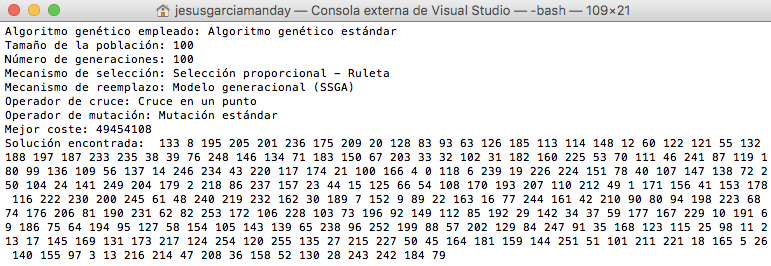 jesusgarciamanday — Consola externa de Visual Studio — -bash — 109×21
Algoritmo genético empleado: Algoritmo genético estándar
Tamaño de la población: 100
Número de generaciones: 100
Mecanismo de selección: Selección proporcional - Ruleta
Mecanismo de reemplazo: Modelo generacional (SSGA)
Operador de cruce: Cruce en un punto
Operador de mutación: Mutación estándar
Mejor coste: 49454108
Solución encontrada:  133 8 195 205 201 236 175 209 20 128 83 93 63 126 185 113 114 148 12 60 122 121 55 132
188 197 187 233 235 38 39 76 248 146 134 71 183 150 67 203 33 32 102 31 182 160 225 53 70 111 46 241 87 119 1
80 99 136 109 56 137 14 246 234 43 220 117 174 21 100 166 4 0 118 6 239 19 226 224 151 78 40 107 147 138 72 2
50 104 24 141 249 204 179 2 218 86 237 157 23 44 15 125 66 54 108 170 193 207 110 212 49 1 171 156 41 153 178
 116 222 230 200 245 61 48 240 219 232 162 30 189 7 152 9 89 22 163 16 77 244 161 42 210 90 80 94 198 223 68
74 176 206 81 190 231 62 82 253 172 106 228 103 73 196 92 149 112 85 192 29 142 34 37 59 177 167 229 10 191 6
9 186 75 64 194 95 127 58 154 105 143 139 65 238 96 252 199 88 57 202 129 84 247 91 35 168 123 115 25 98 11 2
13 17 145 169 131 173 217 124 254 120 255 135 27 215 227 50 45 164 181 159 144 251 51 101 211 221 18 165 5 26
 140 155 97 3 13 216 214 47 208 36 158 52 130 28 243 242 184 79